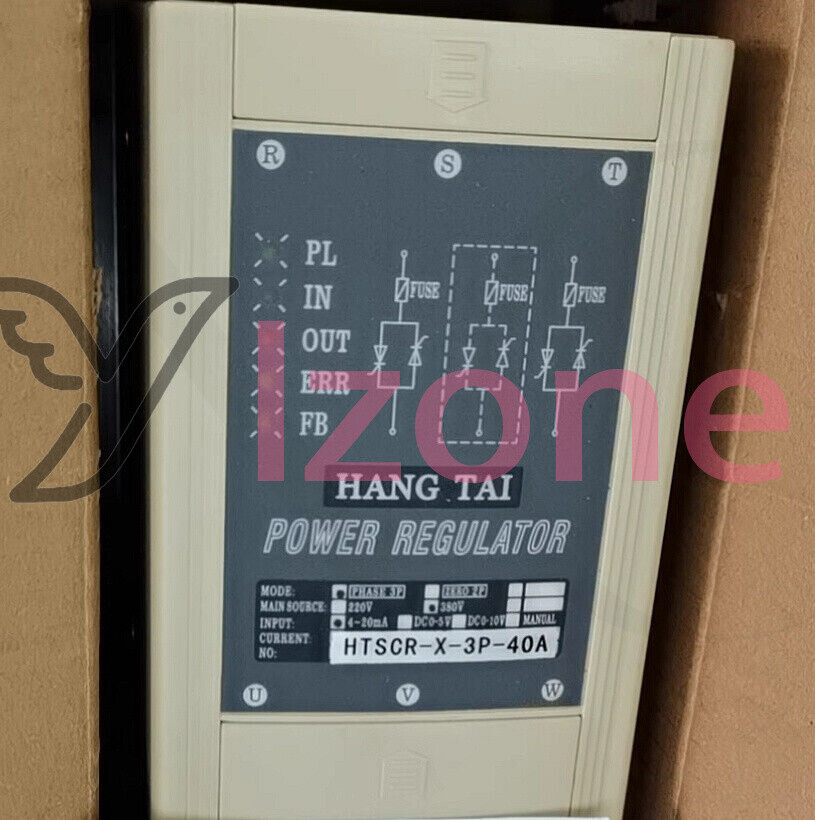 R S T
PL
IN
OUT
ERR
FB
FUSE FUSE FUSE
Izone
HANG TAI
POWER REGULATOR
MODE: PHASE 3P ZERO 2P
MAIN SOURCE: 220V 380V
INPUT: 4~20mA DC0-5V DC0-10V MANUAL
CURRENT:
NO: HTSCR-X-3P-40A
U V W